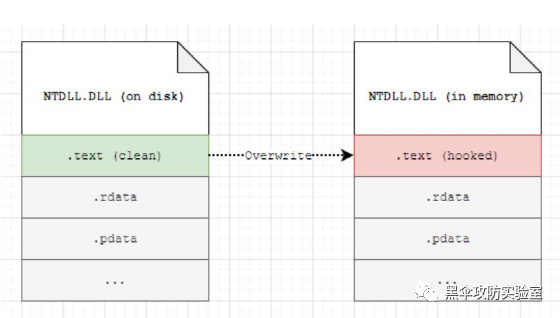 NTDLL.DLL (on disk)
NTDLL.DLL (in memory)
.text (clean)
Overwrite
.text (hooked)
.rdata
.rdata
.pdata
.pdata
...
...
黑伞攻防实验室